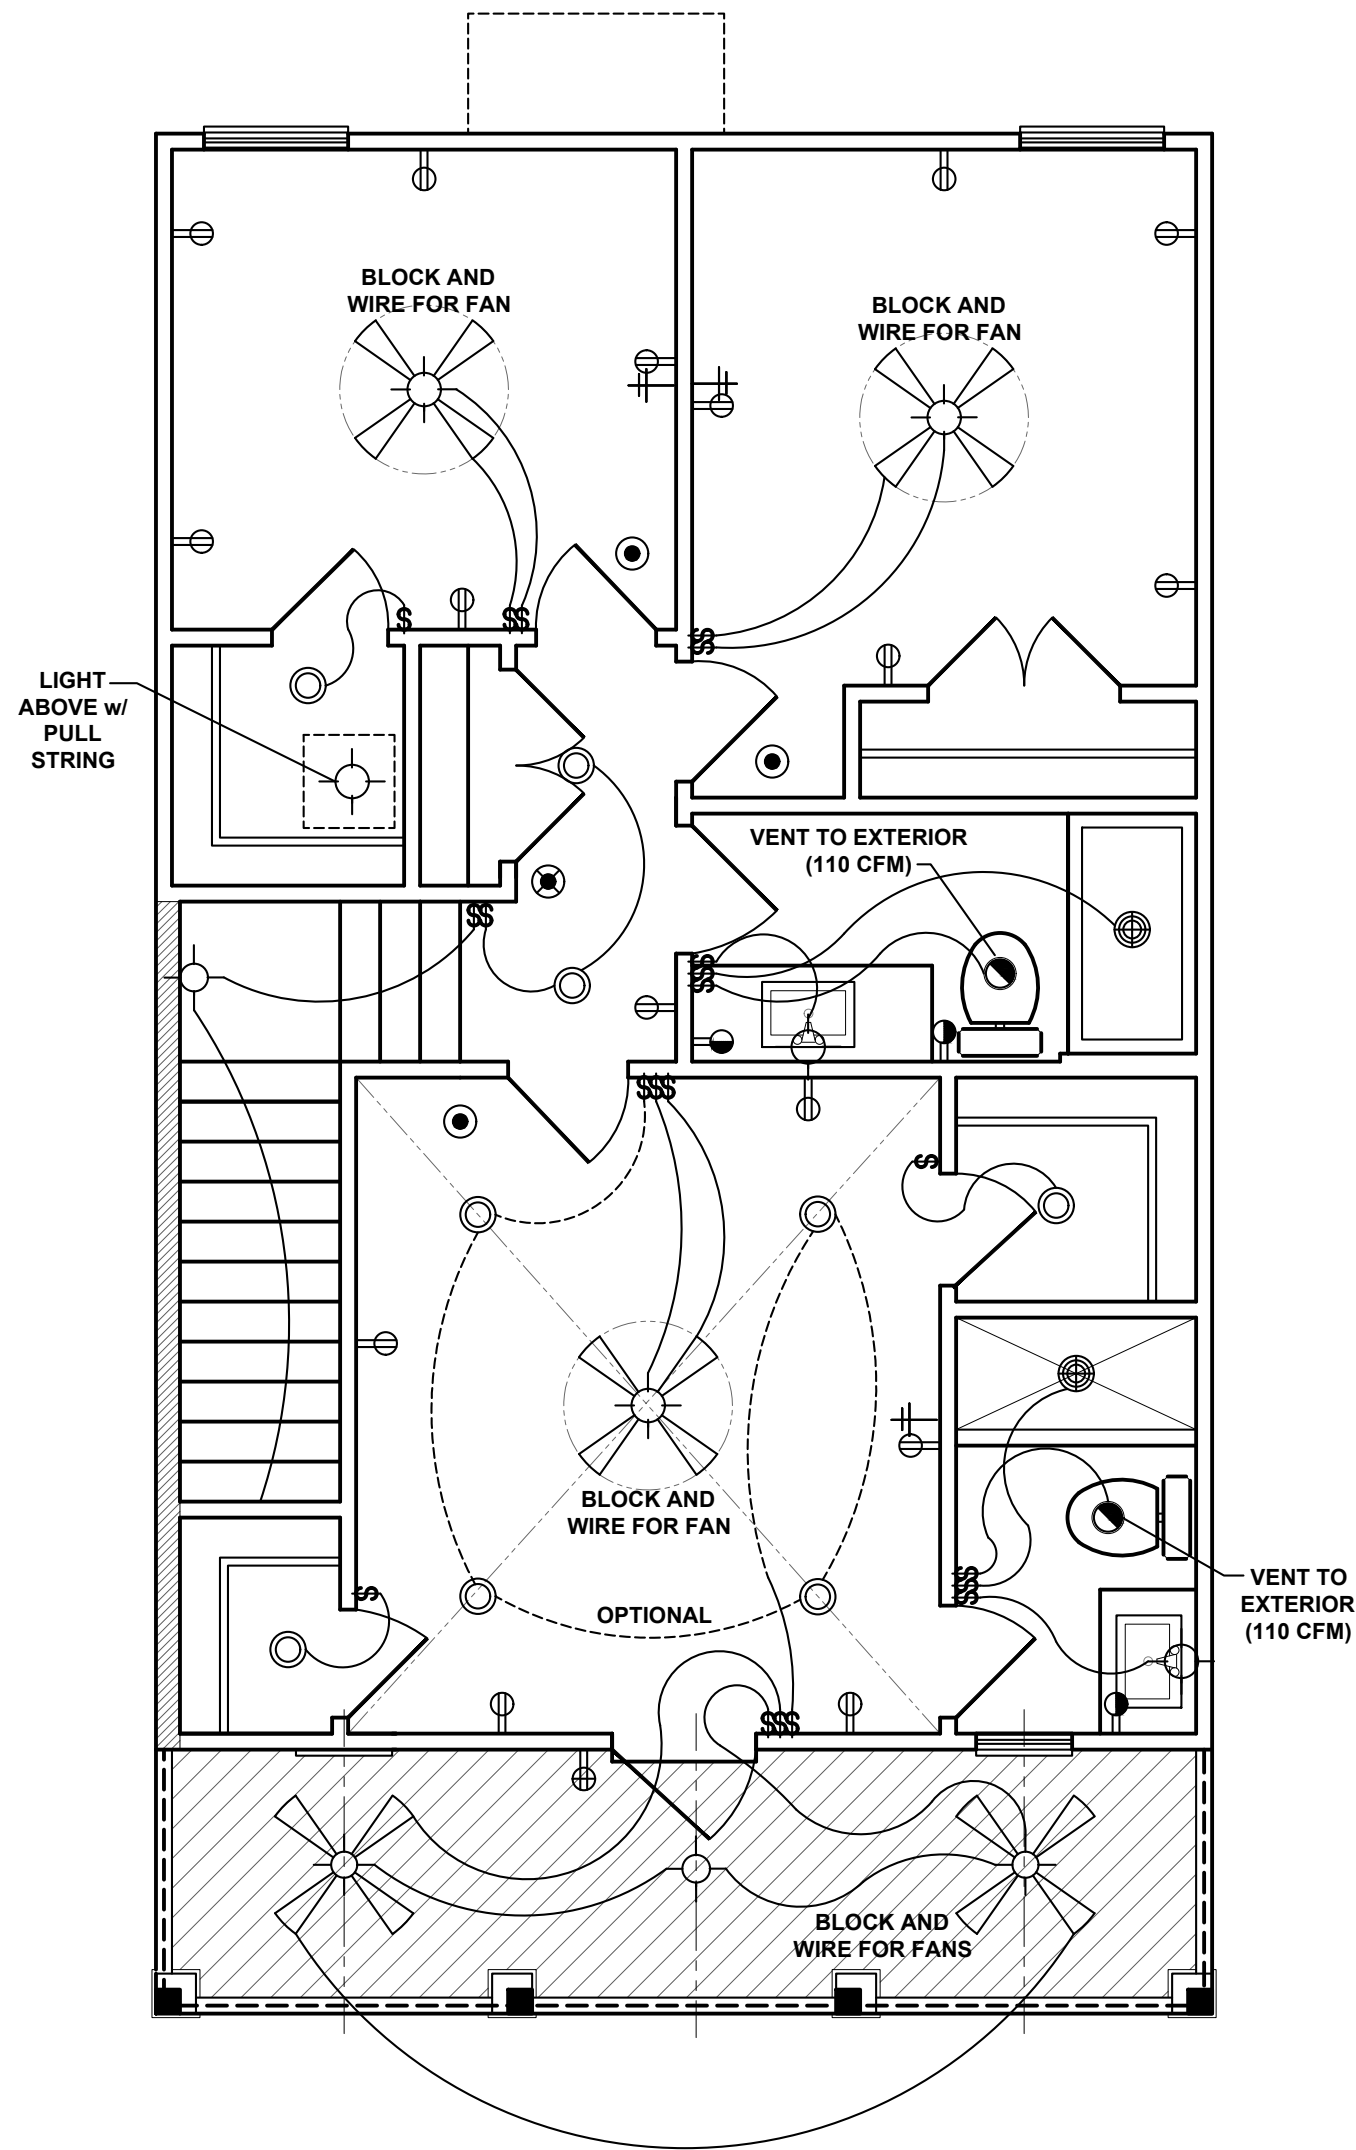 BLOCK AND
WIRE FOR FAN
BLOCK AND
WIRE FOR FAN
$
$$
$$
LIGHT
ABOVE w/
PULL
STRING
VENT TO EXTERIOR
(110 CFM)
$$
$$$
$$$
$
BLOCK AND
WIRE FOR FAN
$$$
VENT TO
EXTERIOR
(110 CFM)
$
OPTIONAL
$$$
BLOCK AND
WIRE FOR FANS